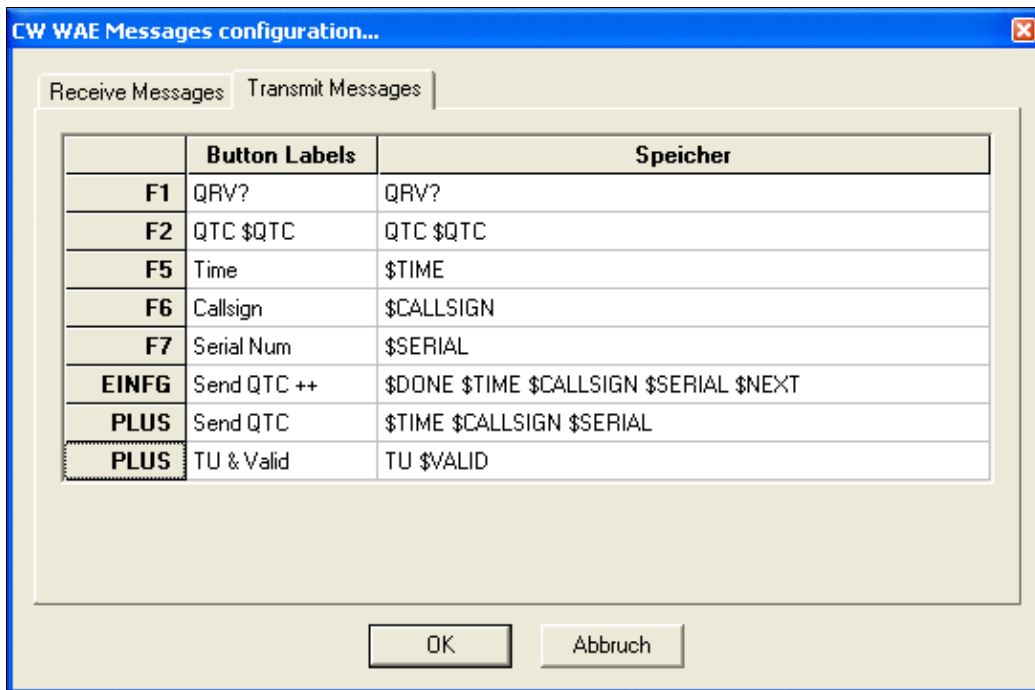 CW WAE Messages configuration...
Receive Messages Transmit Messages
Button Labels Speicher
F1 QRV? QRV?
F2 QTC $QTC QTC $QTC
F5 Time $TIME
F6 Callsign $CALLSIGN
F7 Serial Num $SERIAL
EINFG Send QTC ++ $DONE $TIME $CALLSIGN $SERIAL $NEXT
PLUS Send QTC $TIME $CALLSIGN $SERIAL
PLUS TU & Valid TU $VALID
OK Abbruch